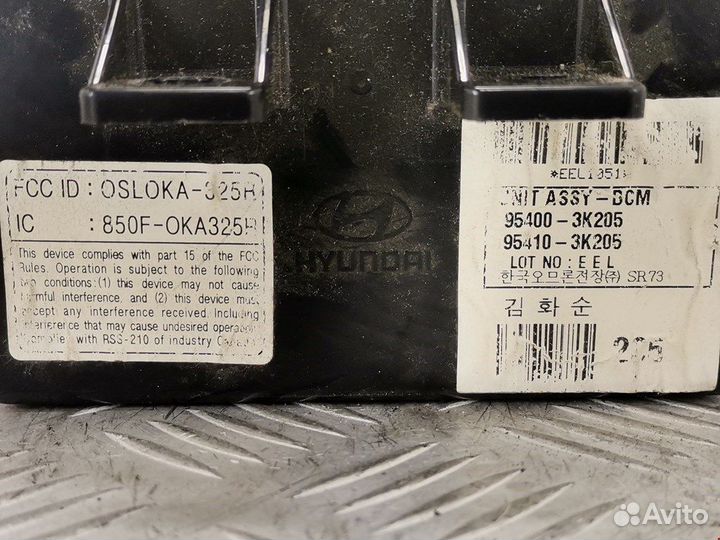 FCC ID : OSLOKA-325R
IC : 850F-OKA325R
This device complies with part 15 of the FCC
Rules. Operation is subject to the following
two conditions:(1) this device may not cause
harmful interference, and (2) this device must
accept any interference received. Including
interference that may cause undesired operation
complies with RSS-210 of industry Canada
HYUNDAI
*EEL1051
UNIT ASSY-BCM
95400-3K205
95410-3K205
LOT NO : EEL
한국오므론전장(주) SR73
김화순
205
Avito